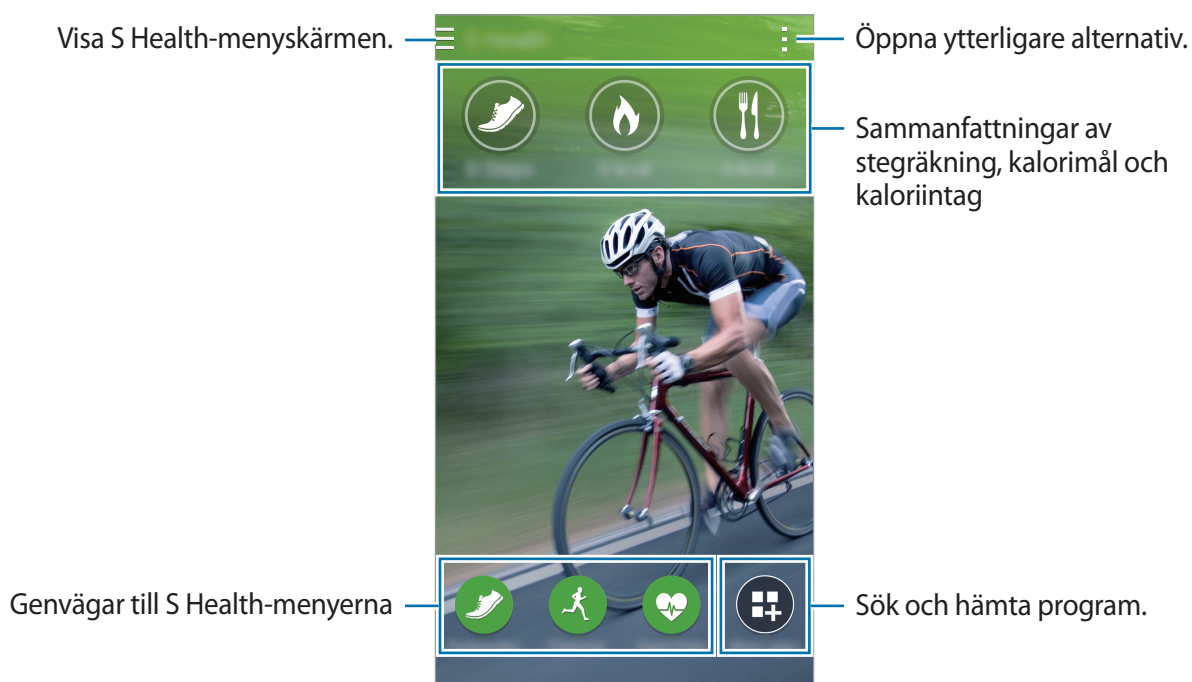 Visa S Health-menyskärmen.
Öppna ytterligare alternativ.
Sammanfattningar av
stegräkning, kalorimål och
kaloriintag
Genvägar till S Health-menyerna
Sök och hämta program.